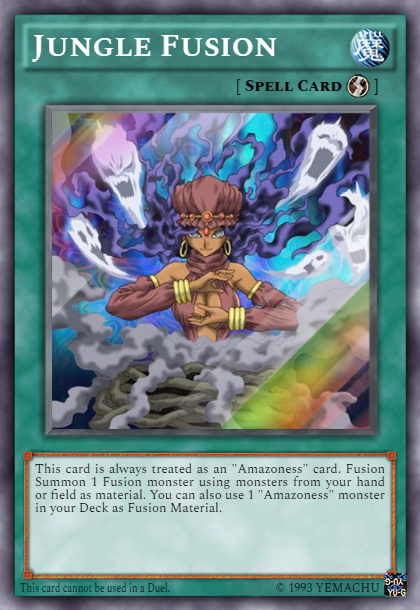 JUNGLE FUSION
魔
[ SPELL CARD ]
This card is always treated as an "Amazoness" card. Fusion
Summon 1 Fusion monster using monsters from your hand
or field as material. You can also use 1 "Amazoness" monster
in your Deck as Fusion Material.
This card cannot be used in a Duel.
© 1993 YEMACHU